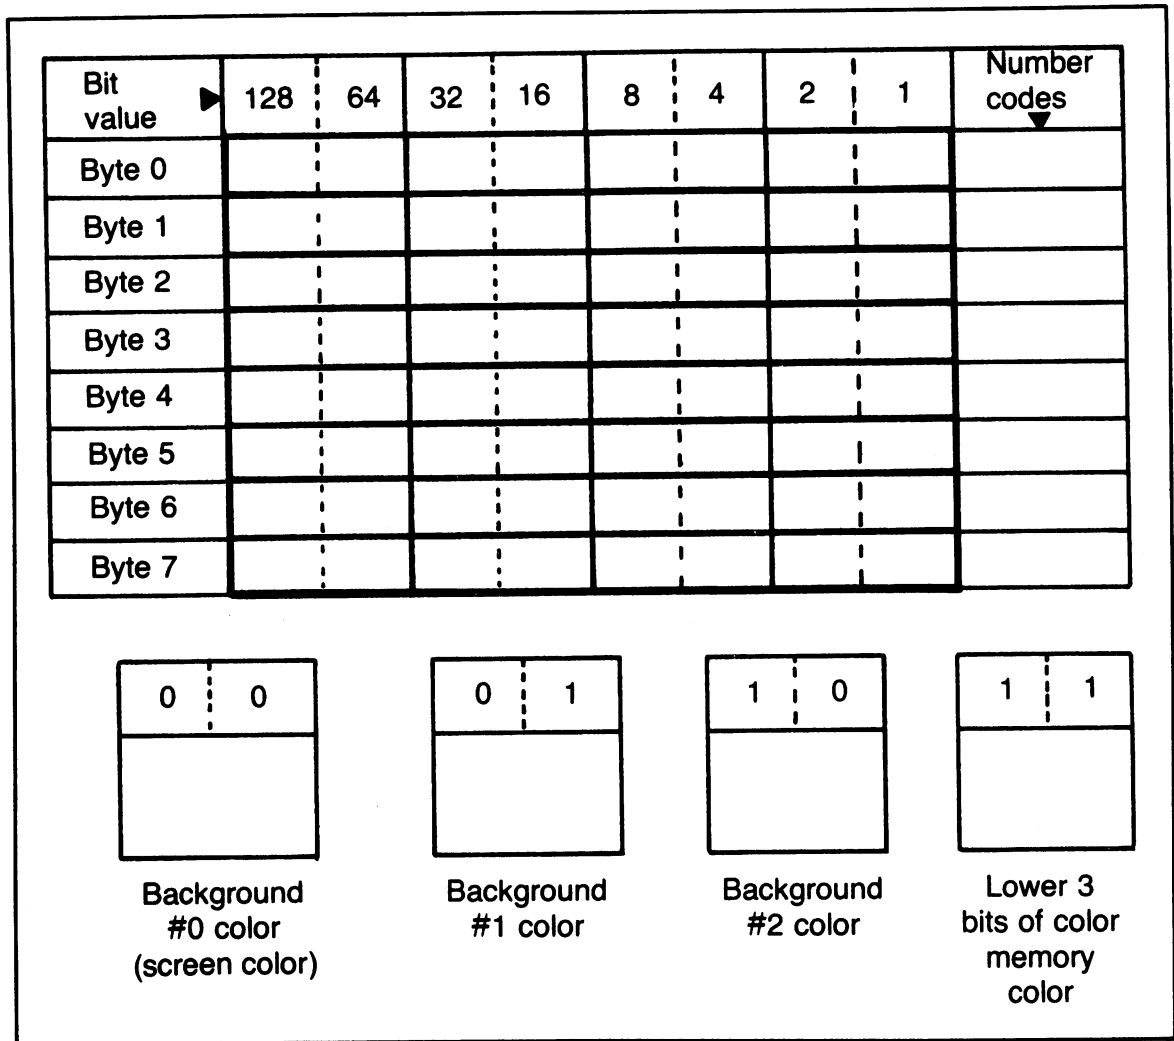 Bit value 128 64 32 16 8 4 2 1 Number codes
Byte 0
Byte 1
Byte 2
Byte 3
Byte 4
Byte 5
Byte 6
Byte 7
0 0 0 1 1 0 1 1
Background
#0 color
(screen color)
Background
#1 color
Background
#2 color
Lower 3
bits of color
memory
color